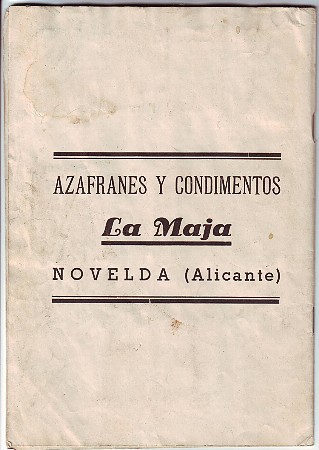 AZAFRANES Y CONDIMENTOS
La Maja
NOVELDA (Alicante)